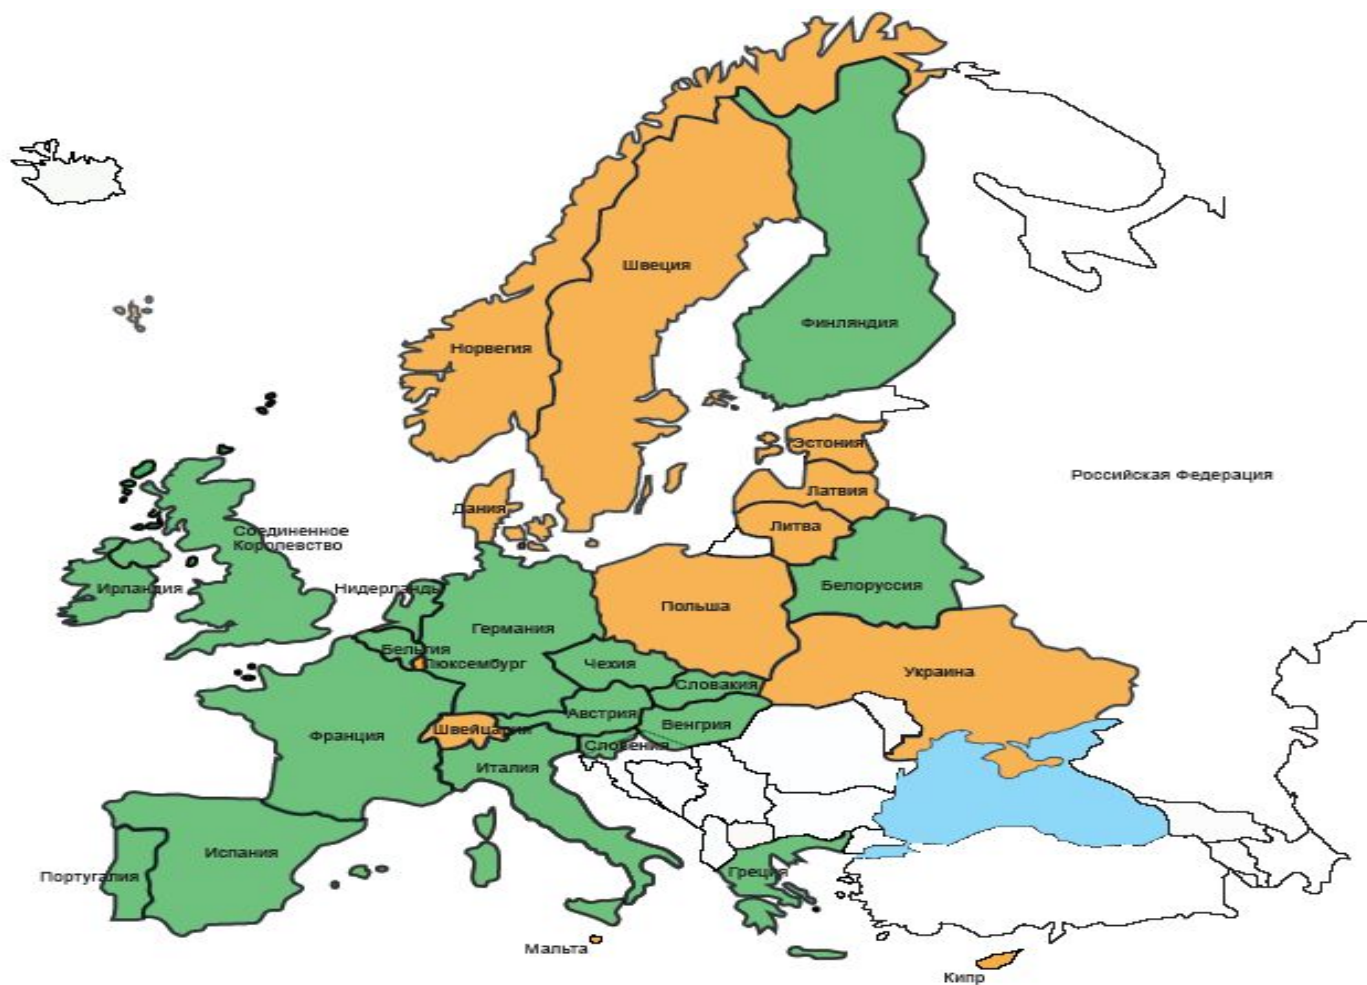 Швеция
Финляндия
Норвегия
Эстония
Российская Федерация
Латвия
Дания
Литва
Соединенное
Королевство
Ирландия
Нидерланды
Белоруссия
Польша
Германия
Бельгия
Люксембург
Чехия
Украина
Словакия
Австрия
Венгрия
Франция
Швейцария
Словения
Италия
Испания
Португалия
Греция
Мальта
Кипр